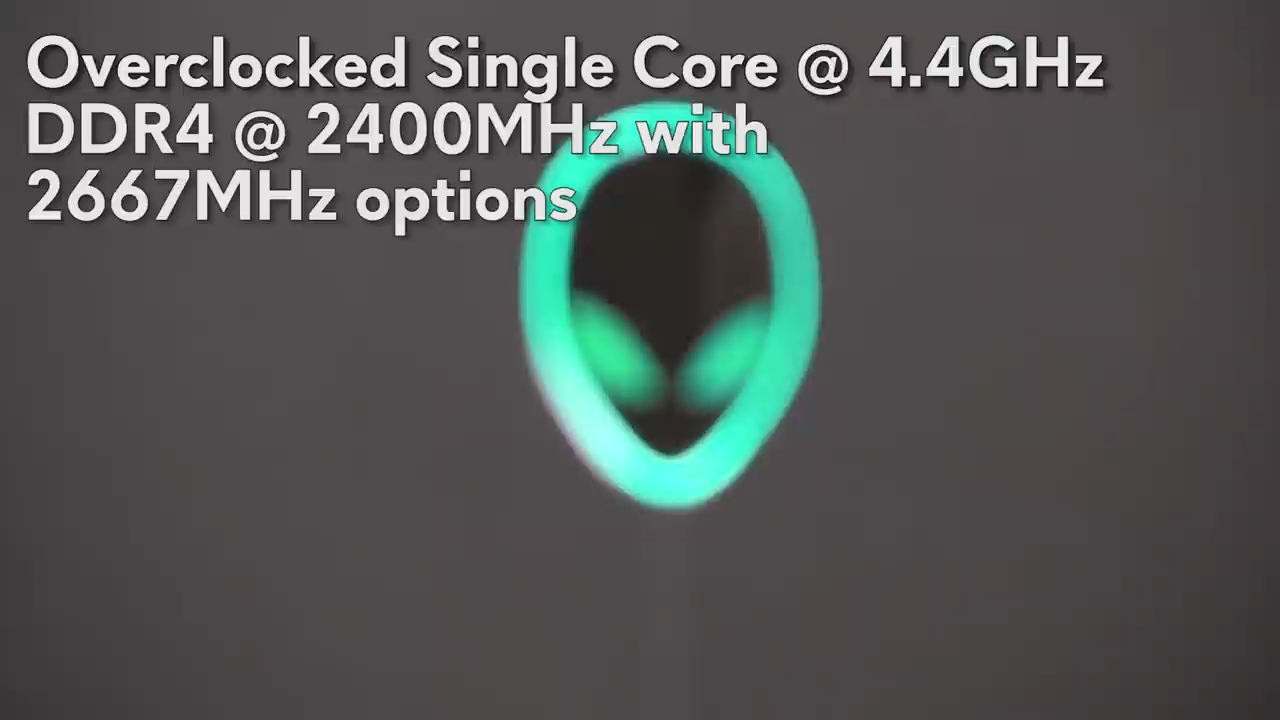 Overclocked Single Core @ 4.4GHz
DDR4 @ 2400MHz with
2667MHz options